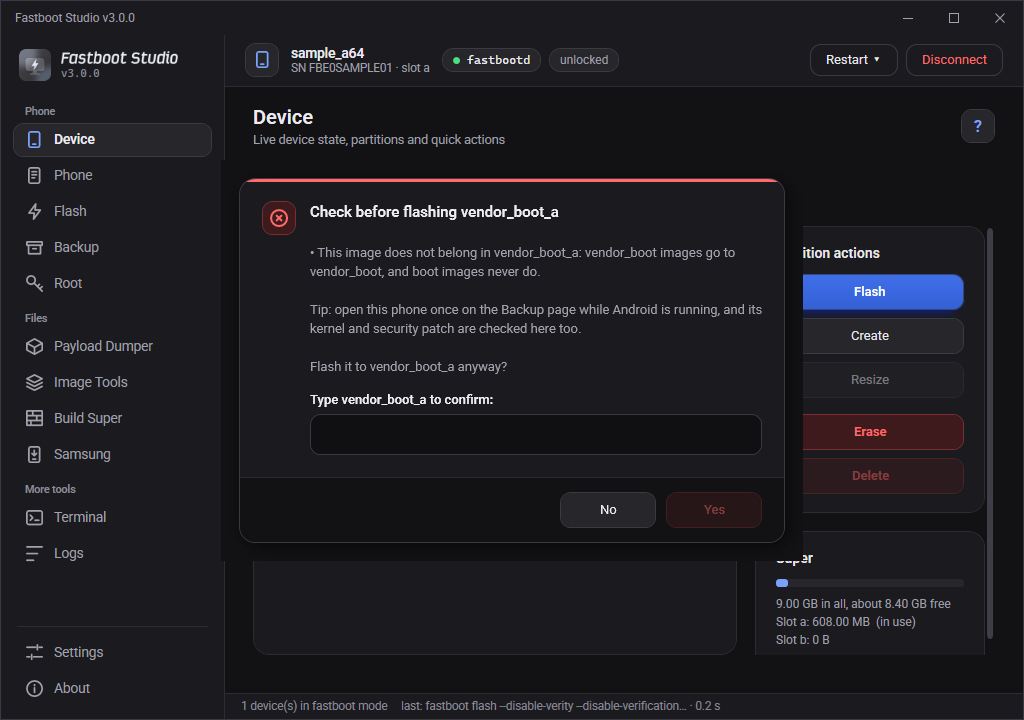 Fastboot Studio v3.0.0
Fastboot Studio
v3.0.0
Phone
Device
Phone
Flash
Backup
Root
Files
Payload Dumper
Image Tools
Build Super
Samsung
More tools
Terminal
Logs
Settings
About
sample_a64
SN FBE0SAMPLE01 · slot a
fastbootd
unlocked
Restart ▾
Disconnect
Device
Live device state, partitions and quick actions
?
Check before flashing vendor_boot_a
• This image does not belong in vendor_boot_a: vendor_boot images go to
vendor_boot, and boot images never do.
Tip: open this phone once on the Backup page while Android is running, and its
kernel and security patch are checked here too.
Flash it to vendor_boot_a anyway?
Type vendor_boot_a to confirm:
No
Yes
ition actions
Flash
Create
Resize
Erase
Delete
Super
9.00 GB in all, about 8.40 GB free
Slot a: 608.00 MB (in use)
Slot b: 0 B
1 device(s) in fastboot mode
last: fastboot flash --disable-verity --disable-verification… · 0.2 s